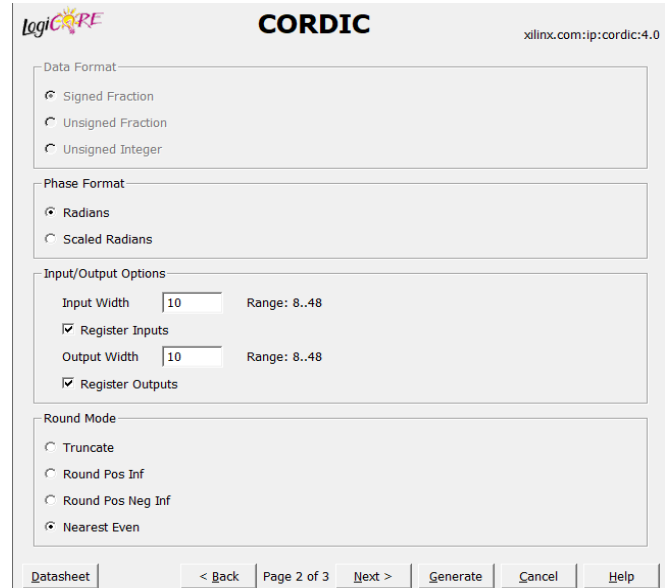 logiCORE
CORDIC
xilinx.com:ip:cordic:4.0
Data Format
Signed Fraction
Unsigned Fraction
Unsigned Integer
Phase Format
Radians
Scaled Radians
Input/Output Options
Input Width 10 Range: 8..48
Register Inputs
Output Width 10 Range: 8..48
Register Outputs
Round Mode
Truncate
Round Pos Inf
Round Pos Neg Inf
Nearest Even
Datasheet < Back Page 2 of 3 Next > Generate Cancel Help